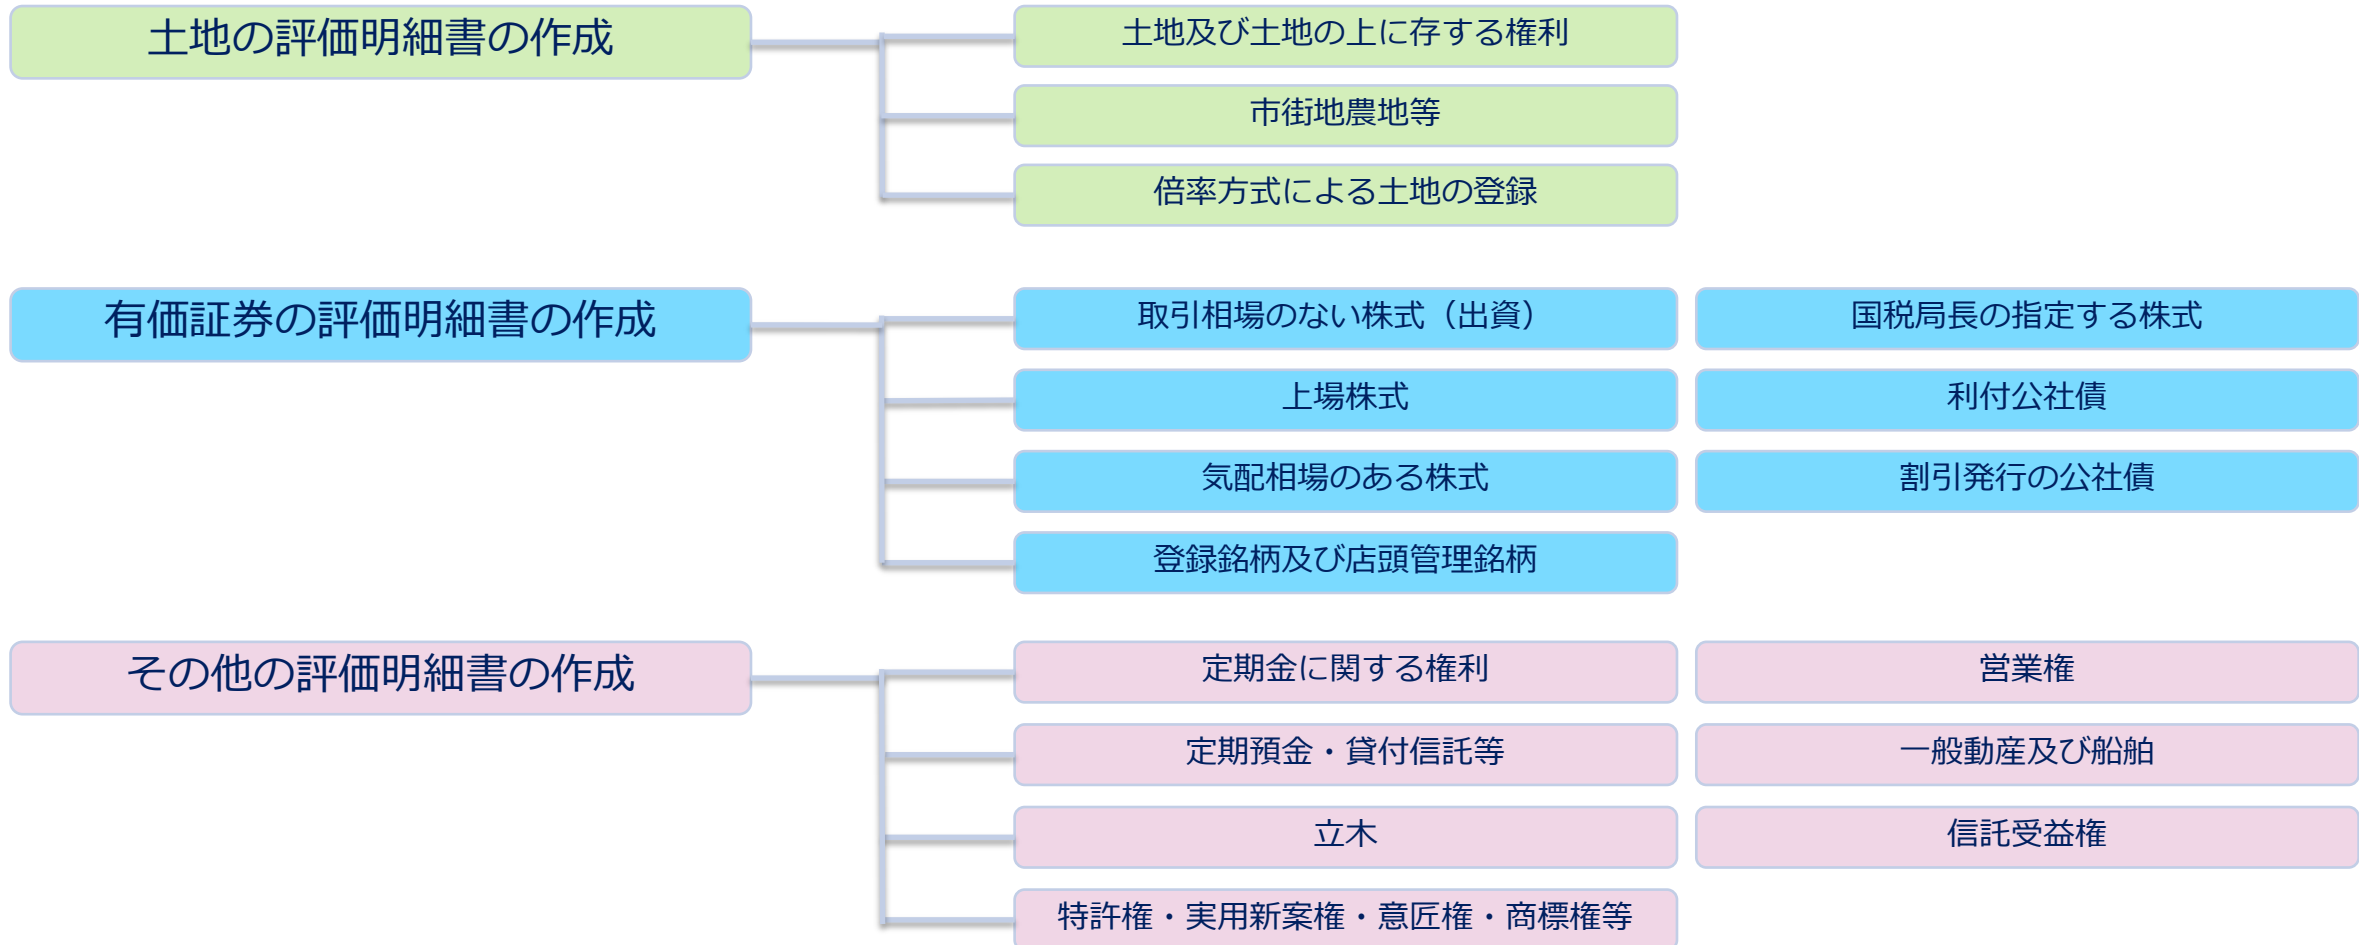 土地の評価明細書の作成
土地及び土地の上に存する権利
市街地農地等
倍率方式による土地の登録
有価証券の評価明細書の作成
取引相場のない株式（出資）
国税局長の指定する株式
上場株式
利付公社債
気配相場のある株式
割引発行の公社債
登録銘柄及び店頭管理銘柄
その他の評価明細書の作成
定期金に関する権利
営業権
定期預金・貸付信託等
一般動産及び船舶
立木
信託受益権
特許権・実用新案権・意匠権・商標権等